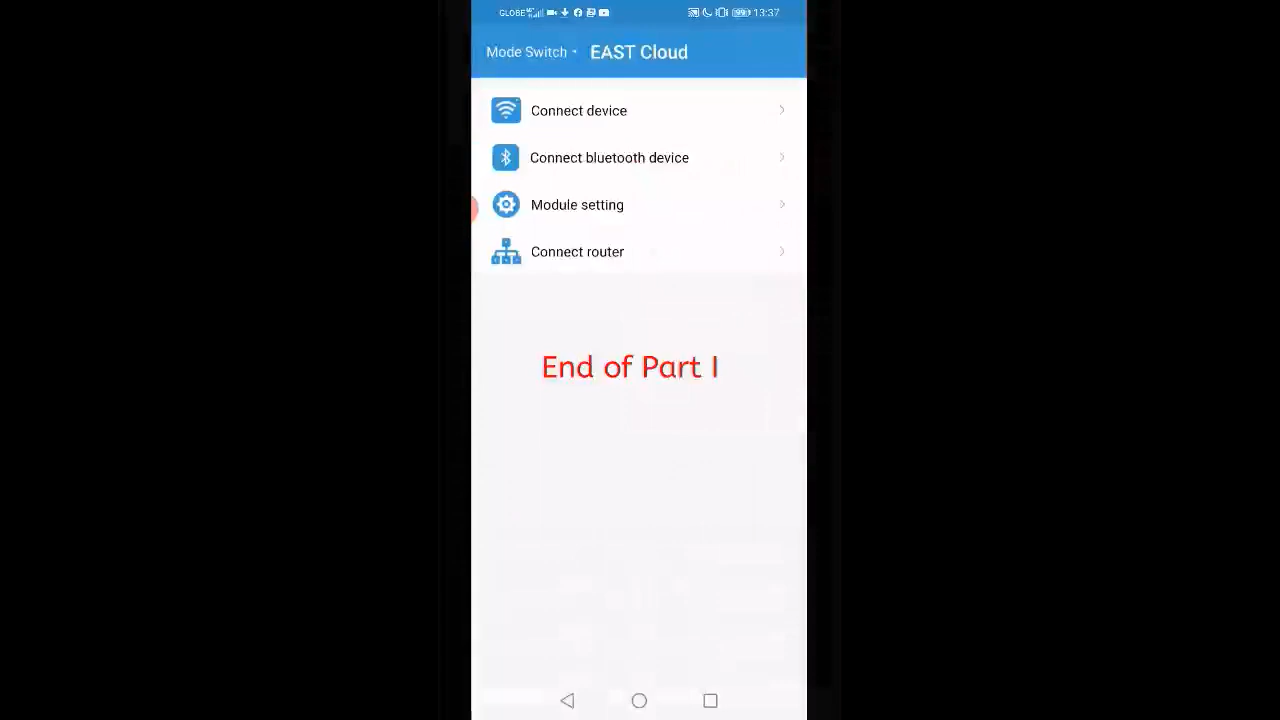 GLOBE 13:37
Mode Switch EAST Cloud
Connect device
Connect bluetooth device
Module setting
Connect router
End of Part I